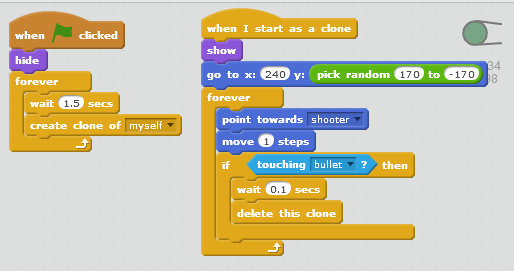 when clicked
hide
forever
wait 1.5 secs
create clone of myself
when I start as a clone
show
go to x: 240 y: pick random 170 to -170
forever
point towards shooter
move 1 steps
if touching bullet ? then
wait 0.1 secs
delete this clone